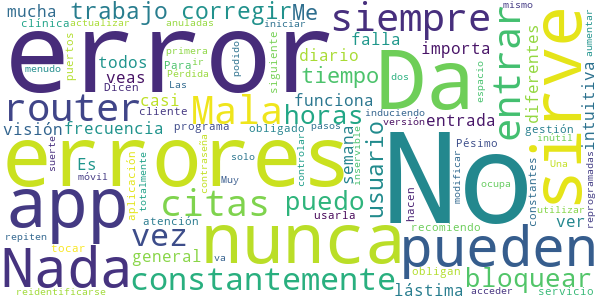 mucha trabajo corregir Me siempre
clinica actualizar anuladas iniciar mismo
error
puertos todos veas Para primera ir
menudo Dicen Pérdida Las podido siguiente
diario falla importa
tiempo
Da
entrar
diferentes
sirve
intuitiva
aumentar
espacio
dos
router Mala horas funciona
casi cliente induciendo
visión frecuencia programa obligado pasos versión entrada gestión
errores
Es suerte móvil
aplicación totalmente contraseña
solo Muy
controlarlo inservible
semana
usuario
No
Pésimo inútil Una
constantes
modificar
utilizar
reprogramadas
ver
ocupa
hacen
app citas puedo
usarla recomiendo
repiten tocar vez atención
general va
nunca
pueden
obligan
Nada constantemente lástima bloquear
reidentificarse acceder servicio